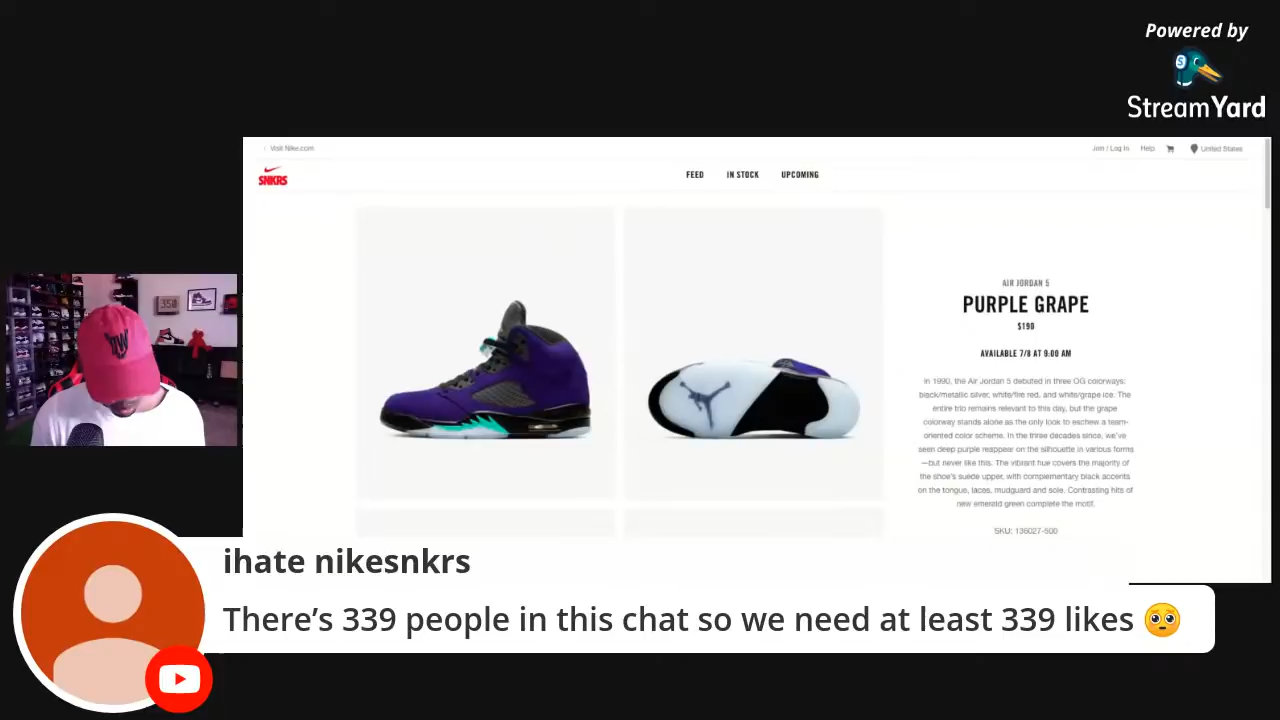 Powered by
StreamYard
Visit Nike.com
Join / Log In Help United States
SNKRS
FEED IN STOCK UPCOMING
AIR JORDAN 5
PURPLE GRAPE
$190
AVAILABLE 7/8 AT 9:00 AM
In 1990, the Air Jordan 5 debuted in three OG colorways:
black/metallic silver, white/fire red, and white/grape ice. The
entire trio remains relevant to this day, but the grape
colorway stands alone as the only look to eschew a team-
oriented color scheme. In the three decades since, we've
seen deep purple reappear on the silhouette in various forms
—but never like this. The vibrant hue covers the majority of
the shoe's suede upper, with complementary black accents
on the tongue, laces, mudguard and sole. Contrasting hits of
new emerald green complete the motif.
SKU: 136027-500
350
ihate nikesnkrs
There's 339 people in this chat so we need at least 339 likes 🥺